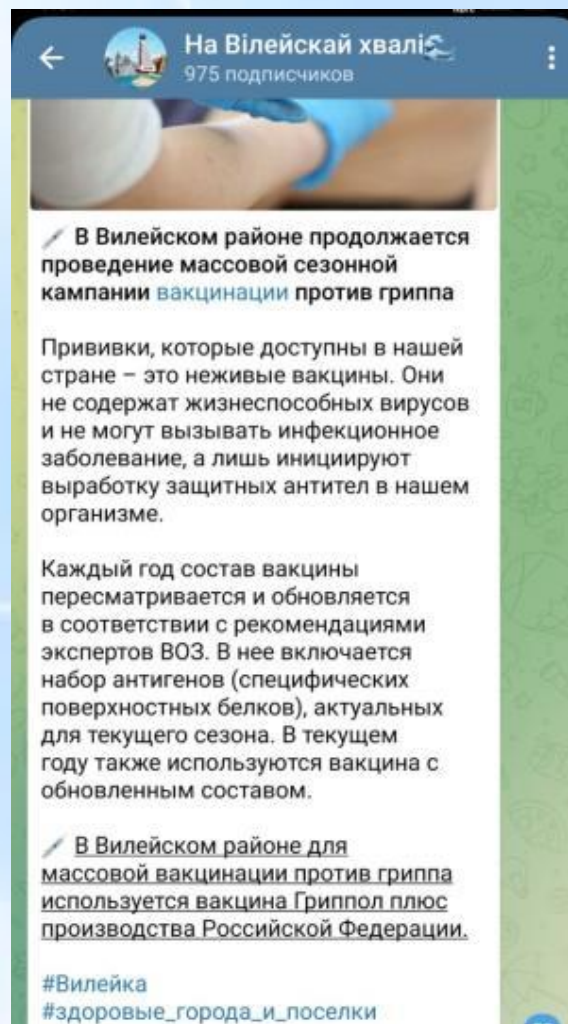 На Вілейскай хвалі
975 подписчиков
В Вилейском районе продолжается
проведение массовой сезонной
кампании вакцинации против гриппа
Прививки, которые доступны в нашей
стране – это неживые вакцины. Они
не содержат жизнеспособных вирусов
и не могут вызывать инфекционное
заболевание, а лишь инициируют
выработку защитных антител в нашем
организме.
Каждый год состав вакцины
пересматривается и обновляется
в соответствии с рекомендациями
экспертов ВОЗ. В нее включается
набор антигенов (специфических
поверхностных белков), актуальных
для текущего сезона. В текущем
году также используются вакцина с
обновленным составом.
В Вилейском районе для
массовой вакцинации против гриппа
используется вакцина Гриппол плюс
производства Российской Федерации.
#Вилейка
#здоровые_города_и_поселки